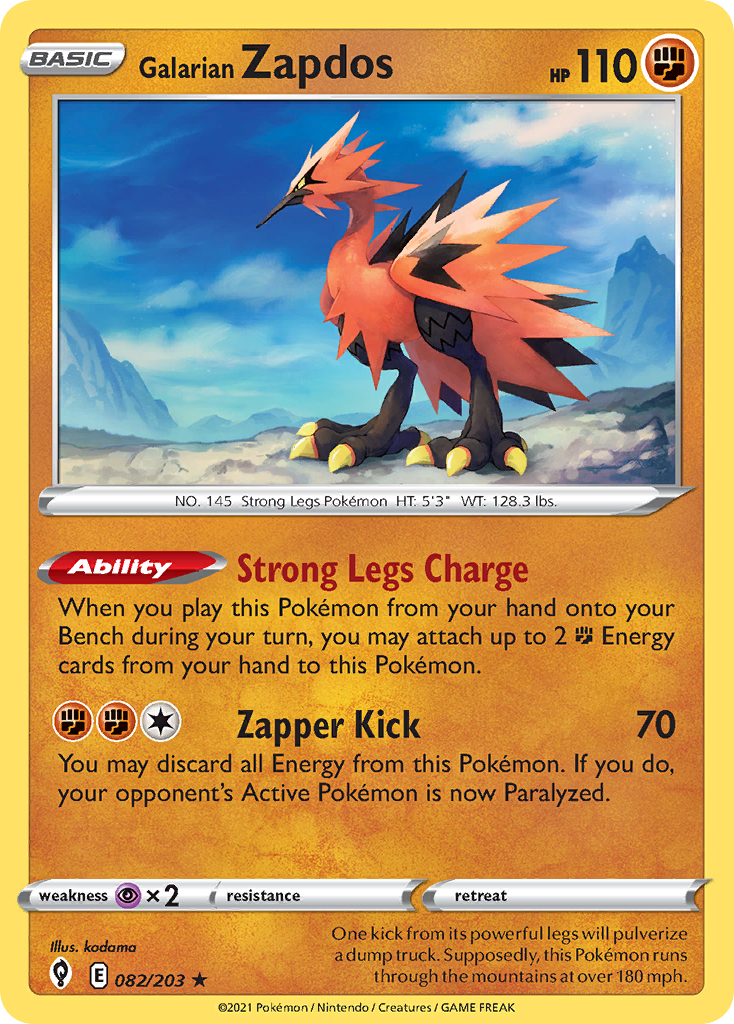 BASIC
Galarian Zapdos
HP 110
NO. 145 Strong Legs Pokémon HT: 5'3" WT: 128.3 lbs.
Ability Strong Legs Charge
When you play this Pokémon from your hand onto your
Bench during your turn, you may attach up to 2 Energy
cards from your hand to this Pokémon.
Zapper Kick 70
You may discard all Energy from this Pokémon. If you do,
your opponent's Active Pokémon is now Paralyzed.
weakness ×2 resistance retreat
Illus. kodama
One kick from its powerful legs will pulverize
a dump truck. Supposedly, this Pokémon runs
through the mountains at over 180 mph.
E 082/203 ★
©2021 Pokémon / Nintendo / Creatures / GAME FREAK